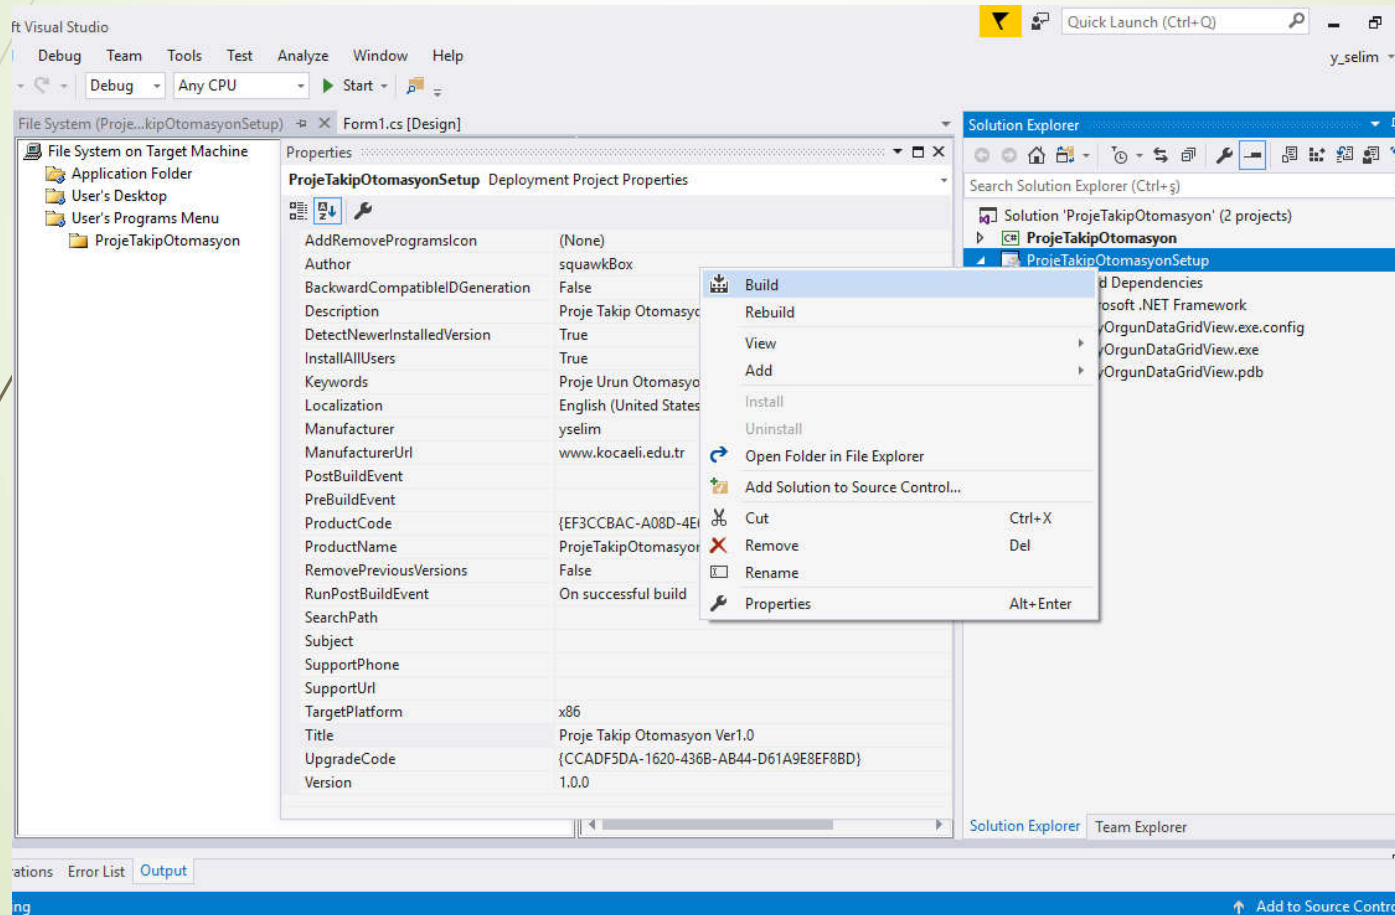 ft Visual Studio
Quick Launch (Ctrl+Q)
Debug Team Tools Test Analyze Window Help
y_selim
Debug Any CPU Start
File System (Proje...kipOtomasyonSetup)
Form1.cs [Design]
File System on Target Machine
Application Folder
User's Desktop
User's Programs Menu
ProjeTakipOtomasyon
Properties
ProjeTakipOtomasyonSetup Deployment Project Properties
AddRemoveProgramsIcon (None)
Author squawkBox
BackwardCompatibleIDGeneration False
Description Proje Takip Otomasyo
DetectNewerInstalledVersion True
InstallAllUsers True
Keywords Proje Urun Otomasyo
Localization English (United States
Manufacturer yselim
ManufacturerUrl www.kocaeli.edu.tr
PostBuildEvent
PreBuildEvent
ProductCode {EF3CCBAC-A08D-4E
ProductName ProjeTakipOtomasyon
RemovePreviousVersions False
RunPostBuildEvent On successful build
SearchPath
Subject
SupportPhone
SupportUrl
TargetPlatform x86
Title Proje Takip Otomasyon Ver1.0
UpgradeCode {CCADF5DA-1620-436B-AB44-D61A9E8EF8BD}
Version 1.0.0
Build
Rebuild
View
Add
Install
Uninstall
Open Folder in File Explorer
Add Solution to Source Control...
Cut Ctrl+X
Remove Del
Rename
Properties Alt+Enter
Solution Explorer
Search Solution Explorer (Ctrl+ş)
Solution 'ProjeTakipOtomasyon' (2 projects)
C# ProjeTakipOtomasyon
ProjeTakipOtomasyonSetup
d Dependencies
osoft .NET Framework
yOrgunDataGridView.exe.config
yOrgunDataGridView.exe
yOrgunDataGridView.pdb
Solution Explorer Team Explorer
ations Error List Output
ing
Add to Source Contro